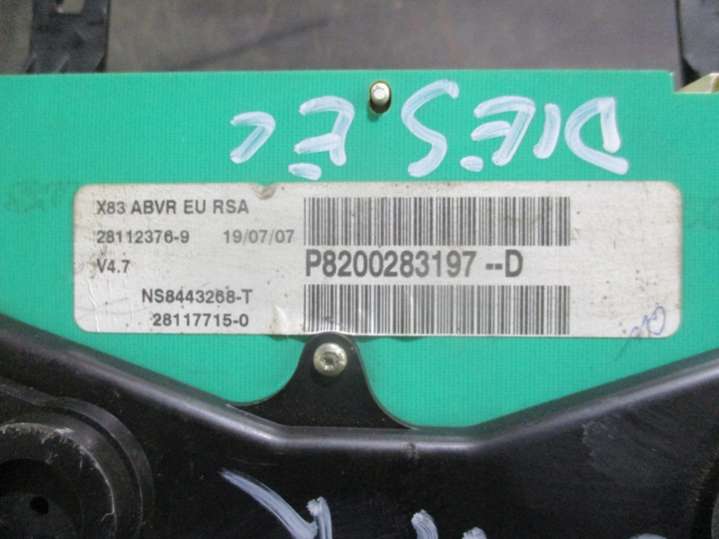 DIESEL
X83 ABVR EU RSA
28112376-9 19/07/07
V4.7 P8200283197--D
NS8443268-T
28117715-0